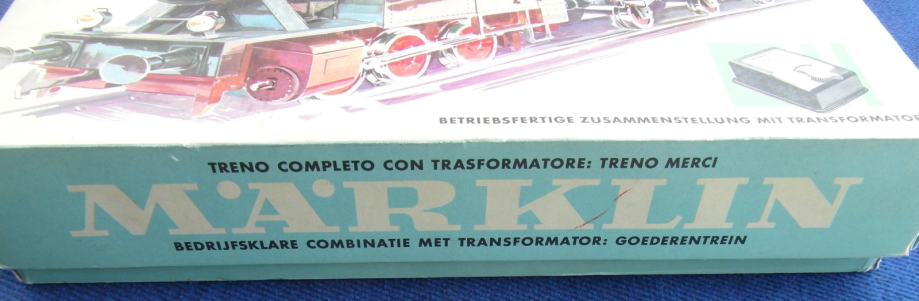 BETRIEBSFERTIGE ZUSAMMENSTELLUNG MIT TRANSFORMATOR
TRENO COMPLETO CON TRASFORMATORE: TRENO MERCI
MÄRKLIN
BEDRIJFSKLARE COMBINATIE MET TRANSFORMATOR: GOEDERENTREIN